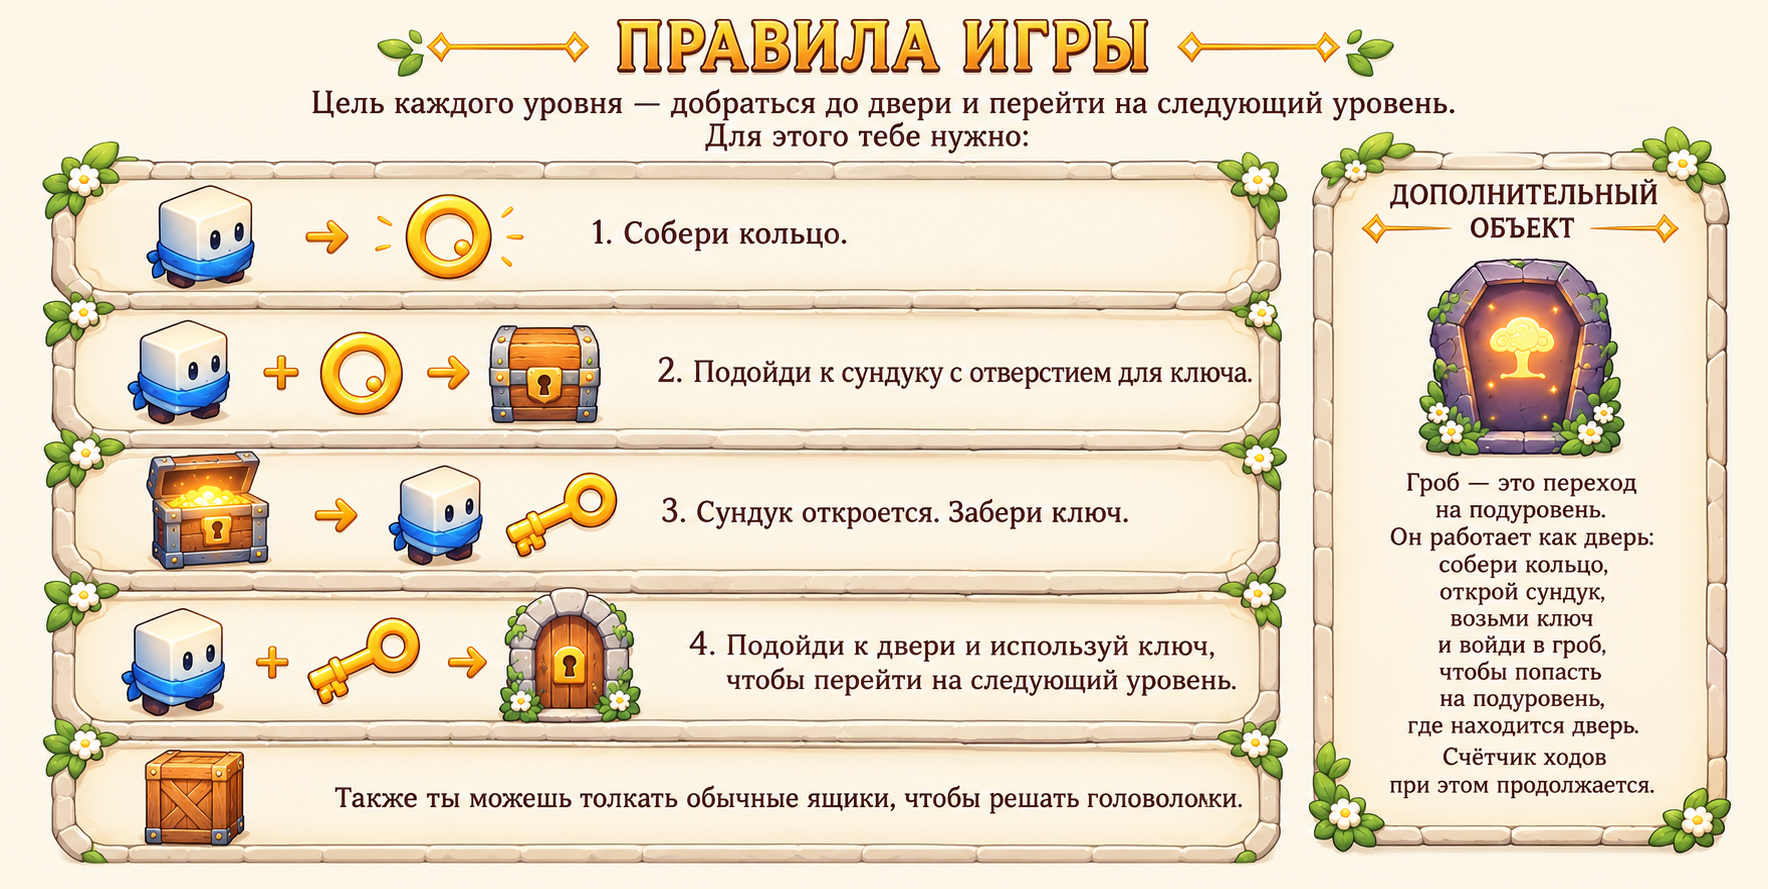 ПРАВИЛА ИГРЫ
Цель каждого уровня — добраться до двери и перейти на следующий уровень.
Для этого тебе нужно:
1. Собери кольцо.
2. Подойди к сундуку с отверстием для ключа.
3. Сундук откроется. Забери ключ.
4. Подойди к двери и используй ключ,
чтобы перейти на следующий уровень.
Также ты можешь толкать обычные ящики, чтобы решать головоломки.
ДОПОЛНИТЕЛЬНЫЙ
ОБЪЕКТ
Гроб — это переход
на подуровень.
Он работает как дверь:
собери кольцо,
открой сундук,
возьми ключ
и войди в гроб,
чтобы попасть
на подуровень,
где находится дверь.
Счётчик ходов
при этом продолжается.